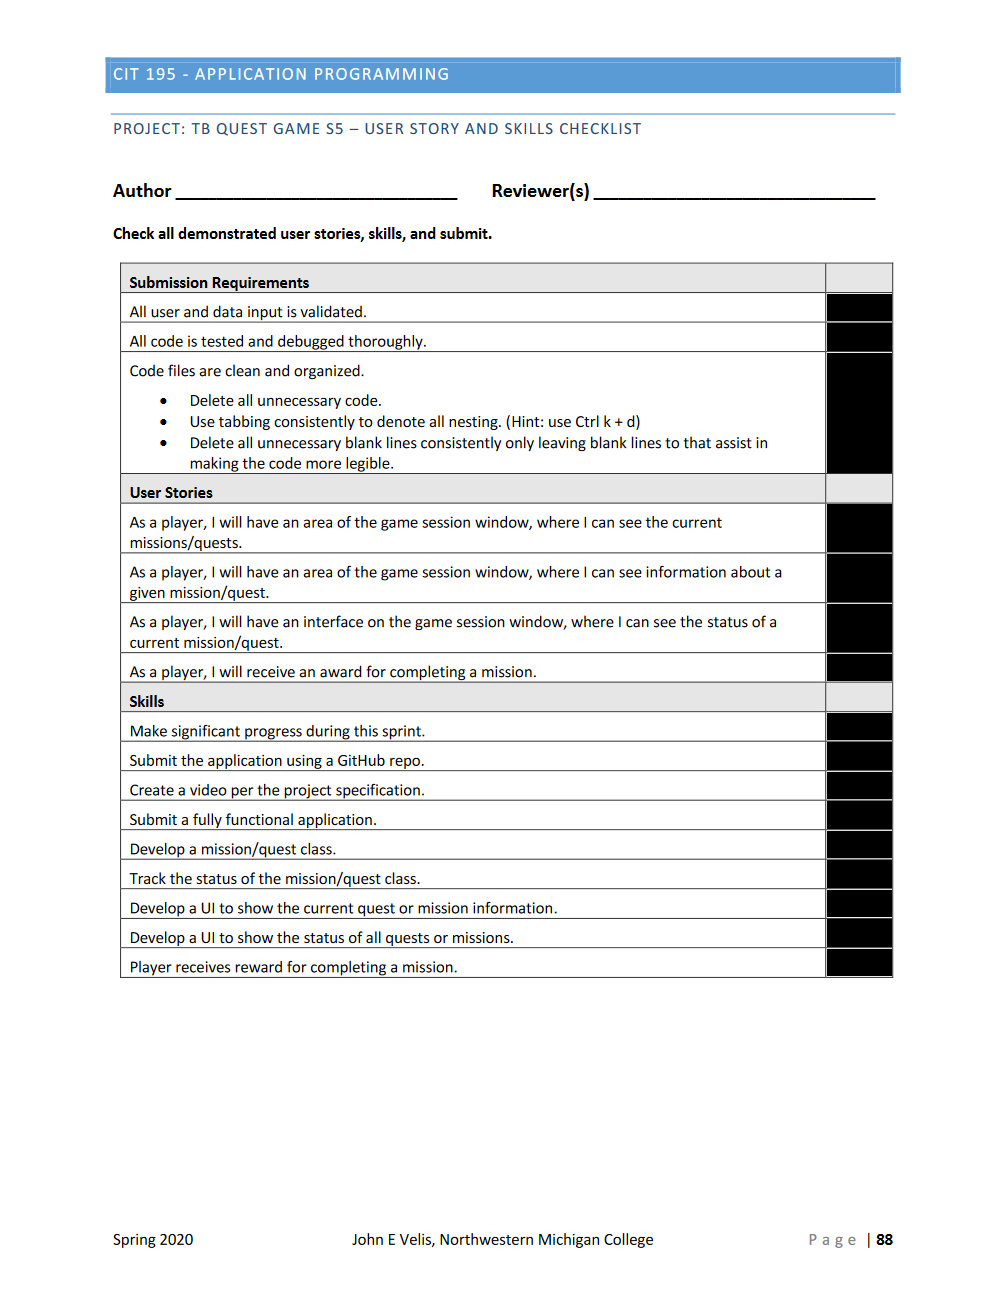 CIT 195 - APPLICATION PROGRAMMING
PROJECT: TB QUEST GAME S5 – USER STORY AND SKILLS CHECKLIST
Author __________________________________ Reviewer(s) __________________________________
Check all demonstrated user stories, skills, and submit.
Submission Requirements
All user and data input is validated.
All code is tested and debugged thoroughly.
Code files are clean and organized.
• Delete all unnecessary code.
• Use tabbing consistently to denote all nesting. (Hint: use Ctrl k + d)
• Delete all unnecessary blank lines consistently only leaving blank lines to that assist in
making the code more legible.
User Stories
As a player, I will have an area of the game session window, where I can see the current
missions/quests.
As a player, I will have an area of the game session window, where I can see information about a
given mission/quest.
As a player, I will have an interface on the game session window, where I can see the status of a
current mission/quest.
As a player, I will receive an award for completing a mission.
Skills
Make significant progress during this sprint.
Submit the application using a GitHub repo.
Create a video per the project specification.
Submit a fully functional application.
Develop a mission/quest class.
Track the status of the mission/quest class.
Develop a UI to show the current quest or mission information.
Develop a UI to show the status of all quests or missions.
Player receives reward for completing a mission.
Spring 2020 John E Velis, Northwestern Michigan College Page | 88